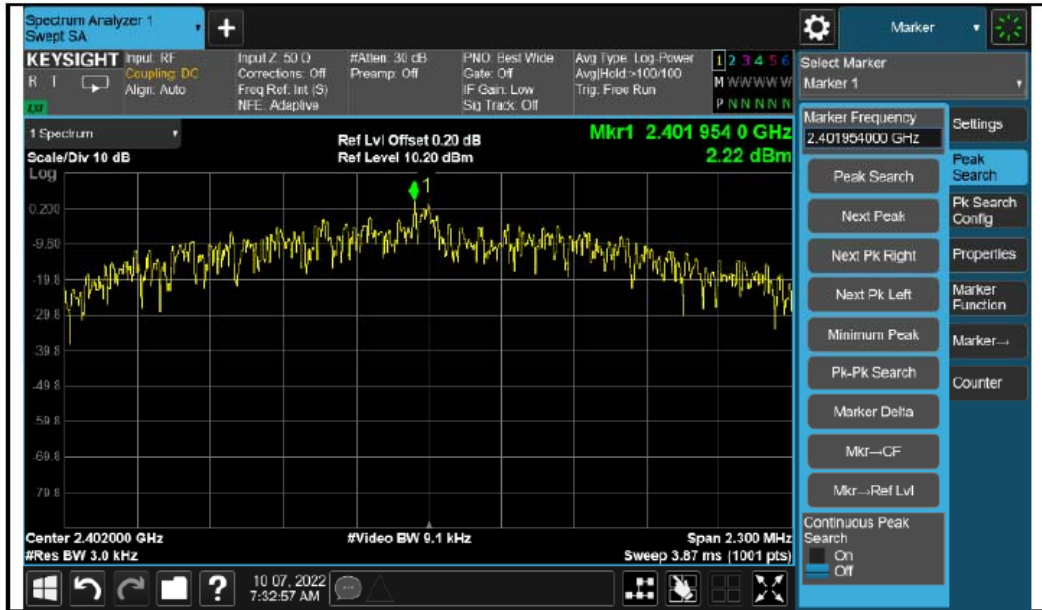 Spectrum Analyzer 1
Swept SA
+
Marker
KEYSIGHT
R T
Input: RF
Coupling: DC
Align: Auto
Input Z: 50 Ω
Corrections: Off
Freq Ref: Int (S)
NFE: Adaptive
#Atten: 30 dB
Preamp: Off
PNO: Best Wide
Gate: Off
IF Gain: Low
Sig Track: Off
Avg Type: Log-Power
Avg|Hold:>100/100
Trig: Free Run
1 2 3 4 5 6
M W W W W W
P N N N N N
Select Marker
Marker 1
1 Spectrum
Scale/Div 10 dB
Log
Ref Lvl Offset 0.20 dB
Ref Level 10.20 dBm
Mkr1 2.401 954 0 GHz
2.22 dBm
1
0.200
-9.80
-19.8
-29.8
-39.8
-49.8
-59.8
-69.8
-79.8
Center 2.402000 GHz
#Res BW 3.0 kHz
#Video BW 9.1 kHz
Span 2.300 MHz
Sweep 3.87 ms (1001 pts)
Marker Frequency
2.401954000 GHz
Peak Search
Next Peak
Next Pk Right
Next Pk Left
Minimum Peak
Pk-Pk Search
Marker Delta
Mkr→CF
Mkr→Ref Lvl
Continuous Peak
Search
On
Off
Settings
Peak
Search
Pk Search
Config
Properties
Marker
Function
Marker→
Counter
?
10 07, 2022
7:32:57 AM